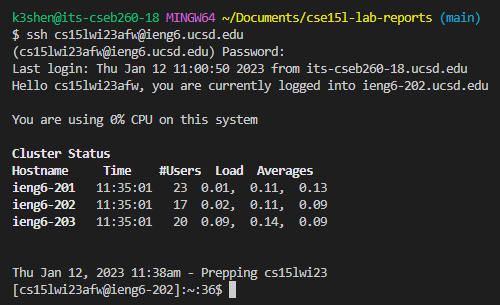 k3shen@its-cseb260-18 MINGW64 ~/Documents/cse15l-lab-reports (main)
$ ssh cs15lwi23afw@ieng6.ucsd.edu
(cs15lwi23afw@ieng6.ucsd.edu) Password:
Last login: Thu Jan 12 11:00:50 2023 from its-cseb260-18.ucsd.edu
Hello cs15lwi23afw, you are currently logged into ieng6-202.ucsd.edu

You are using 0% CPU on this system

Cluster Status
Hostname     Time    #Users  Load  Averages
ieng6-201   11:35:01   23  0.01,  0.11,  0.13
ieng6-202   11:35:01   17  0.02,  0.11,  0.09
ieng6-203   11:35:01   20  0.09,  0.14,  0.09

Thu Jan 12, 2023 11:38am - Prepping cs15lwi23
[cs15lwi23afw@ieng6-202]:~:36$